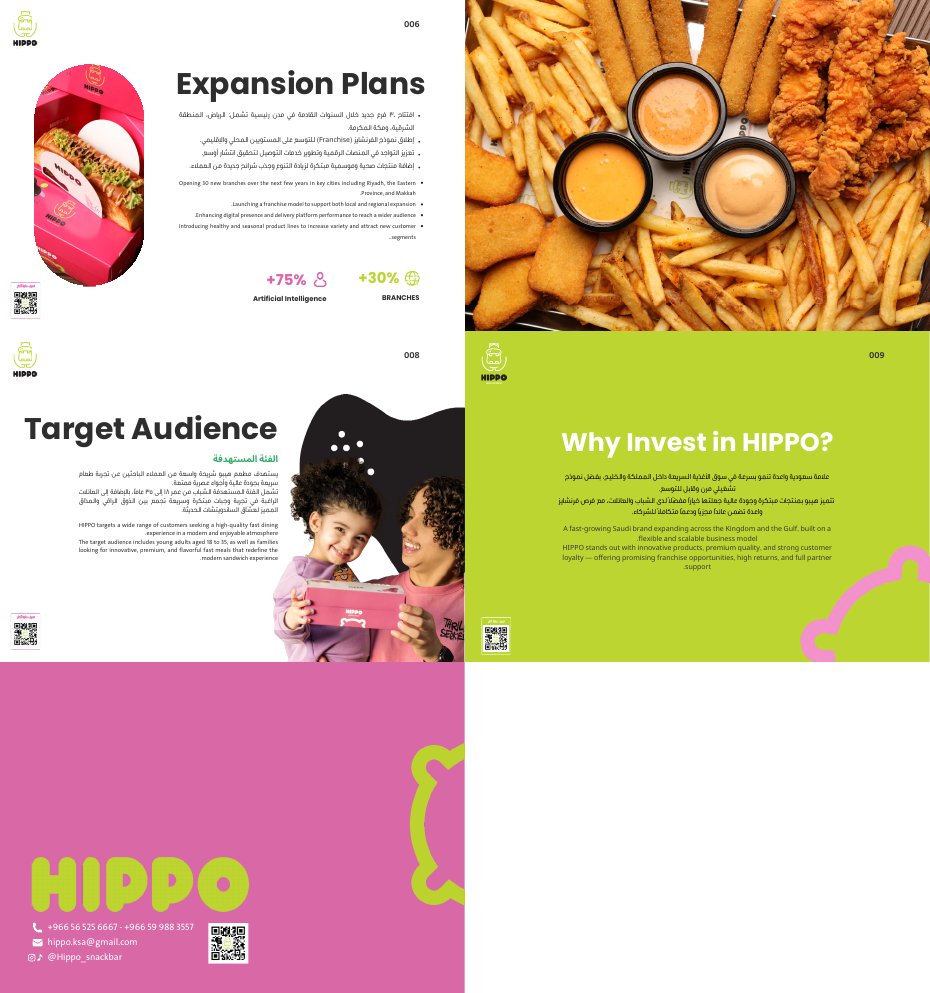 HIPPO
006
Expansion Plans
افتتاح ٣٠ فرع جديد خلال السنوات القادمة في مدن رئيسية تشمل: الرياض، المنطقة
الشرقية، ومكة المكرمة.
إطلاق نموذج الفرنشايز (Franchise) للتوسع على المستويين المحلي والإقليمي.
تعزيز التواجد في المنصات الرقمية وتطوير خدمات التوصيل لتحقيق انتشار أوسع.
إضافة منتجات صحية وموسمية مبتكرة لزيادة التنوع وجذب شرائح جديدة من العملاء.
Opening 30 new branches over the next few years in key cities including Riyadh, the Eastern
.Province, and Makkah
.Launching a franchise model to support both local and regional expansion
.Enhancing digital presence and delivery platform performance to reach a wider audience
Introducing healthy and seasonal product lines to increase variety and attract new customer
..segments
+75%
Artificial Intelligence
+30%
BRANCHES
HIPPO
HIPPO
HIPPO
008
Target Audience
الفئة المستهدفة
يستهدف مطعم هيبو شريحة واسعة من العملاء الباحثين عن تجربة طعام
سريعة بجودة عالية وأجواء عصرية ممتعة.
تشمل الفئة المستهدفة الشباب من عمر ١٨ إلى ٣٥ عامًا، بالإضافة إلى العائلات
الراغبة في تجربة وجبات مبتكرة وسريعة تجمع بين الذوق الراقي والمذاق
المميز لعشاق الساندويتشات الحديثة.
HIPPO targets a wide range of customers seeking a high-quality fast dining
.experience in a modern and enjoyable atmosphere
The target audience includes young adults aged 18 to 35, as well as families
looking for innovative, premium, and flavorful fast meals that redefine the
.modern sandwich experience
HIPPO
HIPPO
009
Why Invest in HIPPO?
علامة سعودية واعدة تنمو بسرعة في سوق الأغذية السريعة داخل المملكة والخليج، بفضل نموذج
تشغيلي مرن وقابل للتوسع.
تتميز هيبو بمنتجات مبتكرة وجودة عالية جعلتها خيارًا مفضلًا لدى الشباب والعائلات، مع فرص فرنشايز
واعدة تضمن عائدًا مجزيًا ودعمًا متكاملًا للشركاء.
A fast-growing Saudi brand expanding across the Kingdom and the Gulf, built on a
.flexible and scalable business model
HIPPO stands out with innovative products, premium quality, and strong customer
loyalty — offering promising franchise opportunities, high returns, and full partner
.support
HIPPO
+966 56 525 6667 - +966 59 988 3557
hippo.ksa@gmail.com
@Hippo_snackbar